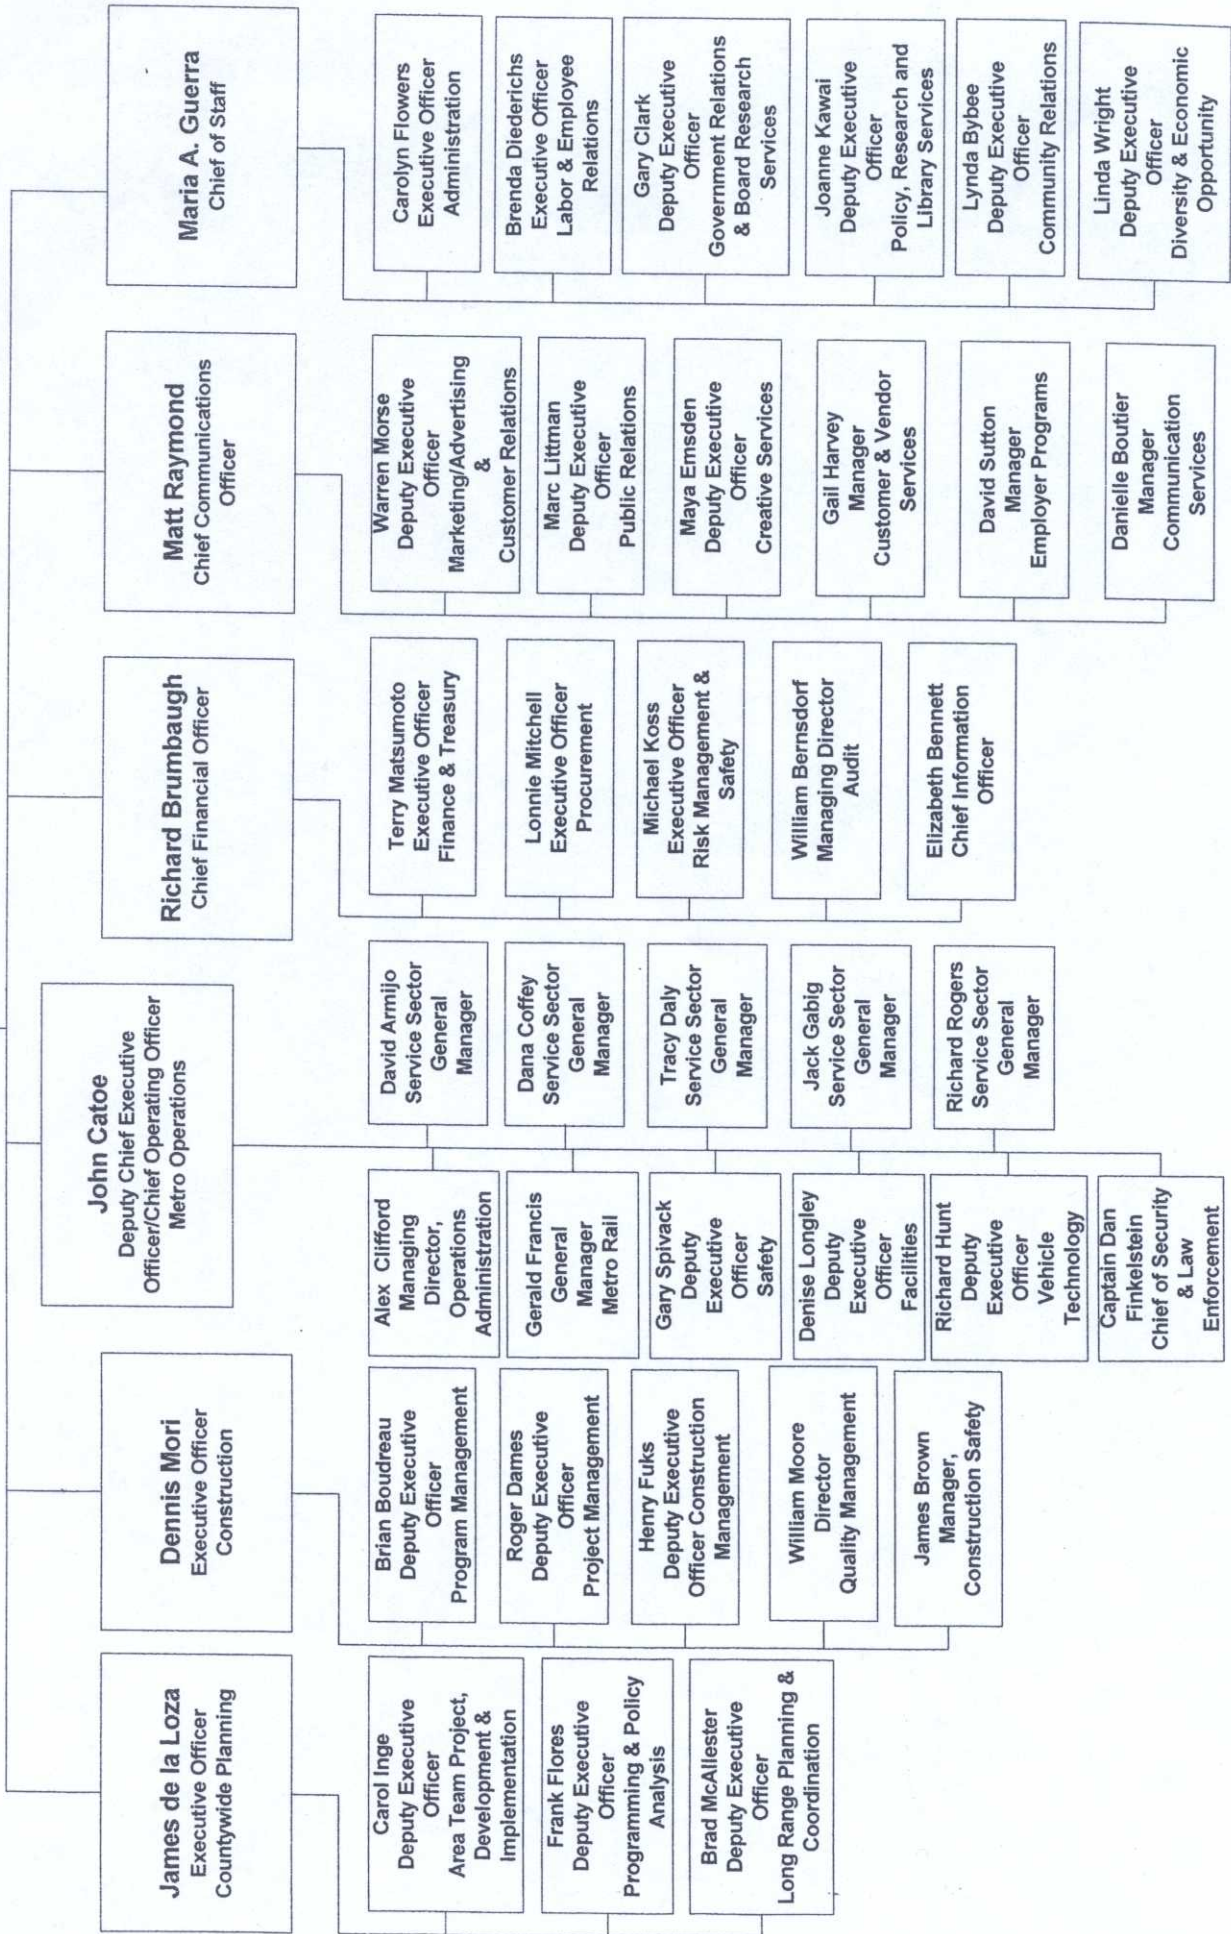 James de la Loza
Executive Officer
Countywide Planning
Carol Inge
Deputy Executive
Officer
Area Team Project,
Development &
Implementation
Frank Flores
Deputy Executive
Officer
Programming & Policy
Analysis
Brad McAllester
Deputy Executive
Officer
Long Range Planning &
Coordination
Dennis Mori
Executive Officer
Construction
Brian Boudreau
Deputy Executive
Officer
Program Management
Roger Dames
Deputy Executive
Officer
Project Management
Henry Fuks
Deputy Executive
Officer Construction
Management
William Moore
Director
Quality Management
James Brown
Manager,
Construction Safety
John Catoe
Deputy Chief Executive
Officer/Chief Operating Officer
Metro Operations
Alex Clifford
Managing
Director,
Operations
Administration
Gerald Francis
General
Manager
Metro Rail
Gary Spivack
Deputy
Executive
Officer
Safety
Denise Longley
Deputy
Executive
Officer
Facilities
Richard Hunt
Deputy
Executive
Officer
Vehicle
Technology
Captain Dan
Finkelstein
Chief of Security
& Law
Enforcement
David Armijo
Service Sector
General
Manager
Dana Coffey
Service Sector
General
Manager
Tracy Daly
Service Sector
General
Manager
Jack Gabig
Service Sector
General
Manager
Richard Rogers
Service Sector
General
Manager
Richard Brumbaugh
Chief Financial Officer
Terry Matsumoto
Executive Officer
Finance & Treasury
Lonnie Mitchell
Executive Officer
Procurement
Michael Koss
Executive Officer
Risk Management &
Safety
William Bernsdorf
Managing Director
Audit
Elizabeth Bennett
Chief Information
Officer
Matt Raymond
Chief Communications
Officer
Warren Morse
Deputy Executive
Officer
Marketing/Advertising
&
Customer Relations
Marc Littman
Deputy Executive
Officer
Public Relations
Maya Emsden
Deputy Executive
Officer
Creative Services
Gail Harvey
Manager
Customer & Vendor
Services
David Sutton
Manager
Employer Programs
Danielle Boutier
Manager
Communication
Services
Maria A. Guerra
Chief of Staff
Carolyn Flowers
Executive Officer
Administration
Brenda Diederichs
Executive Officer
Labor & Employee
Relations
Gary Clark
Deputy Executive
Officer
Government Relations
& Board Research
Services
Joanne Kawai
Deputy Executive
Officer
Policy, Research and
Library Services
Lynda Bybee
Deputy Executive
Officer
Community Relations
Linda Wright
Deputy Executive
Officer
Diversity & Economic
Opportunity